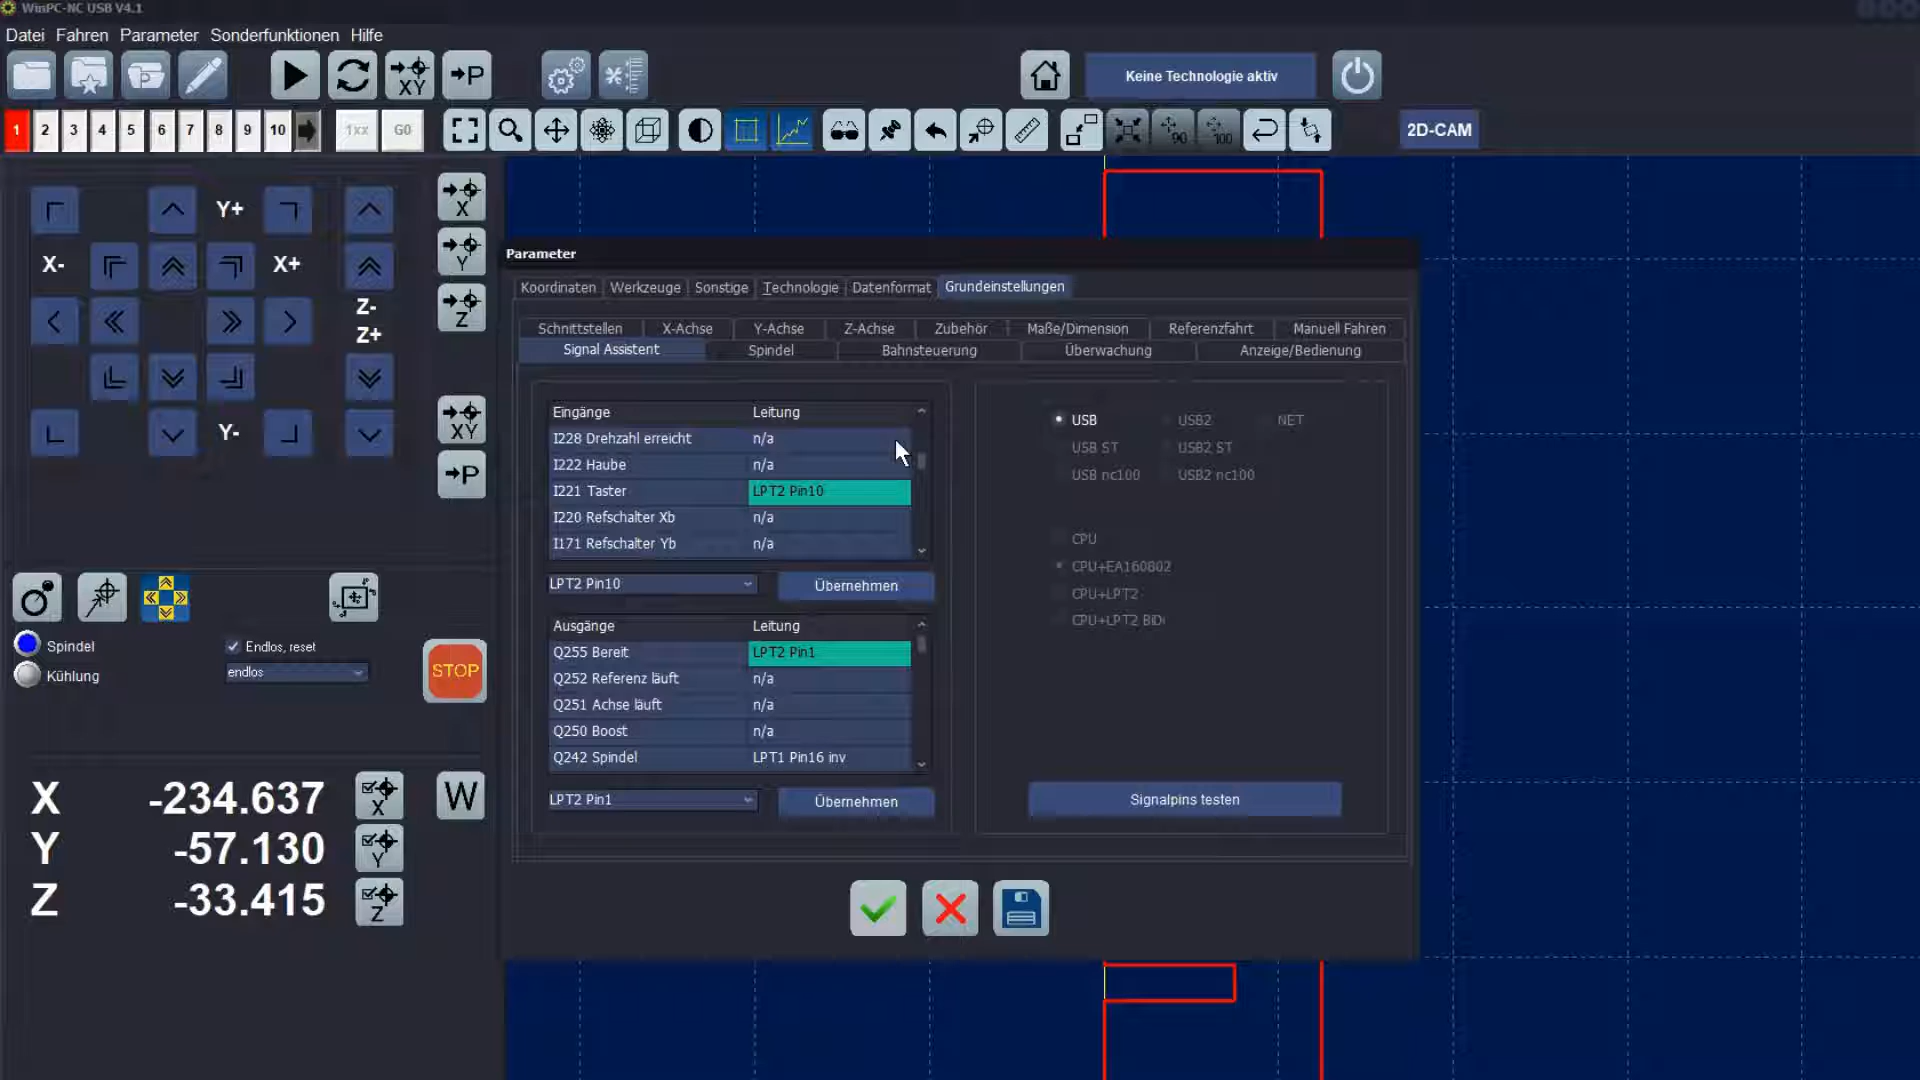 WinPC-NC USB V4.1
Datei Fahren Parameter Sonderfunktionen Hilfe
XY
P
Keine Technologie aktiv
1 2 3 4 5 6 7 8 9 10 1xx G0
90
100
2D-CAM
Y+
X
X- X+
Y
Z
Z-
Z+
Y-
XY
P
Spindel
Kühlung
Endlos, reset
endlos
STOP
X -234.637 X W
Y -57.130 Y
Z -33.415 Z
Parameter
Koordinaten Werkzeuge Sonstige Technologie Datenformat Grundeinstellungen
Schnittstellen X-Achse Y-Achse Z-Achse Zubehör Maße/Dimension Referenzfahrt Manuell Fahren
Signal Assistent Spindel Bahnsteuerung Überwachung Anzeige/Bedienung
Eingänge Leitung
I228 Drehzahl erreicht n/a
I222 Haube n/a
I221 Taster LPT2 Pin10
I220 Refschalter Xb n/a
I171 Refschalter Yb n/a
LPT2 Pin10 Übernehmen
Ausgänge Leitung
Q255 Bereit LPT2 Pin1
Q252 Referenz läuft n/a
Q251 Achse läuft n/a
Q250 Boost n/a
Q242 Spindel LPT1 Pin16 inv
LPT2 Pin1 Übernehmen
USB USB2 NET
USB ST USB2 ST
USB nc100 USB2 nc100
CPU
CPU+EA160802
CPU+LPT2
CPU+LPT2 BiDi
Signalpins testen